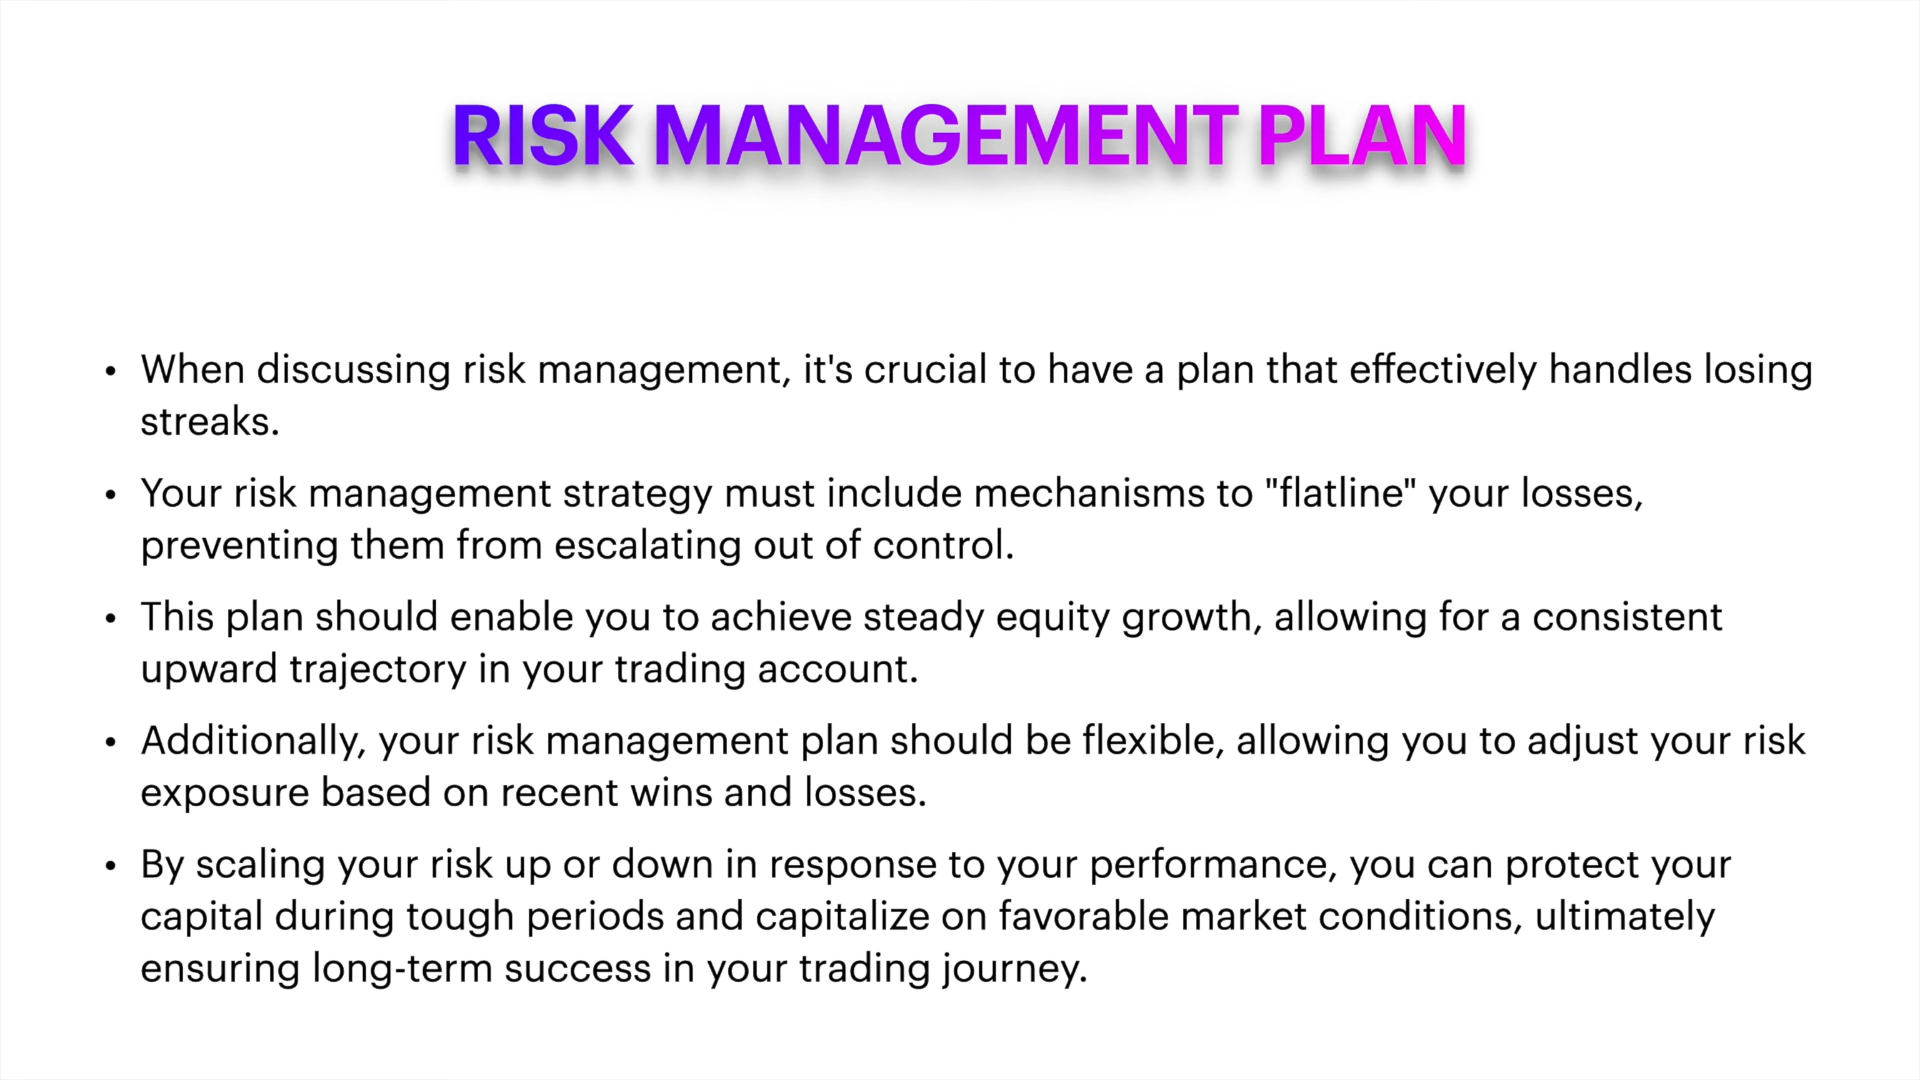 RISK MANAGEMENT PLAN
• When discussing risk management, it's crucial to have a plan that effectively handles losing
streaks.
• Your risk management strategy must include mechanisms to "flatline" your losses,
preventing them from escalating out of control.
• This plan should enable you to achieve steady equity growth, allowing for a consistent
upward trajectory in your trading account.
• Additionally, your risk management plan should be flexible, allowing you to adjust your risk
exposure based on recent wins and losses.
• By scaling your risk up or down in response to your performance, you can protect your
capital during tough periods and capitalize on favorable market conditions, ultimately
ensuring long-term success in your trading journey.